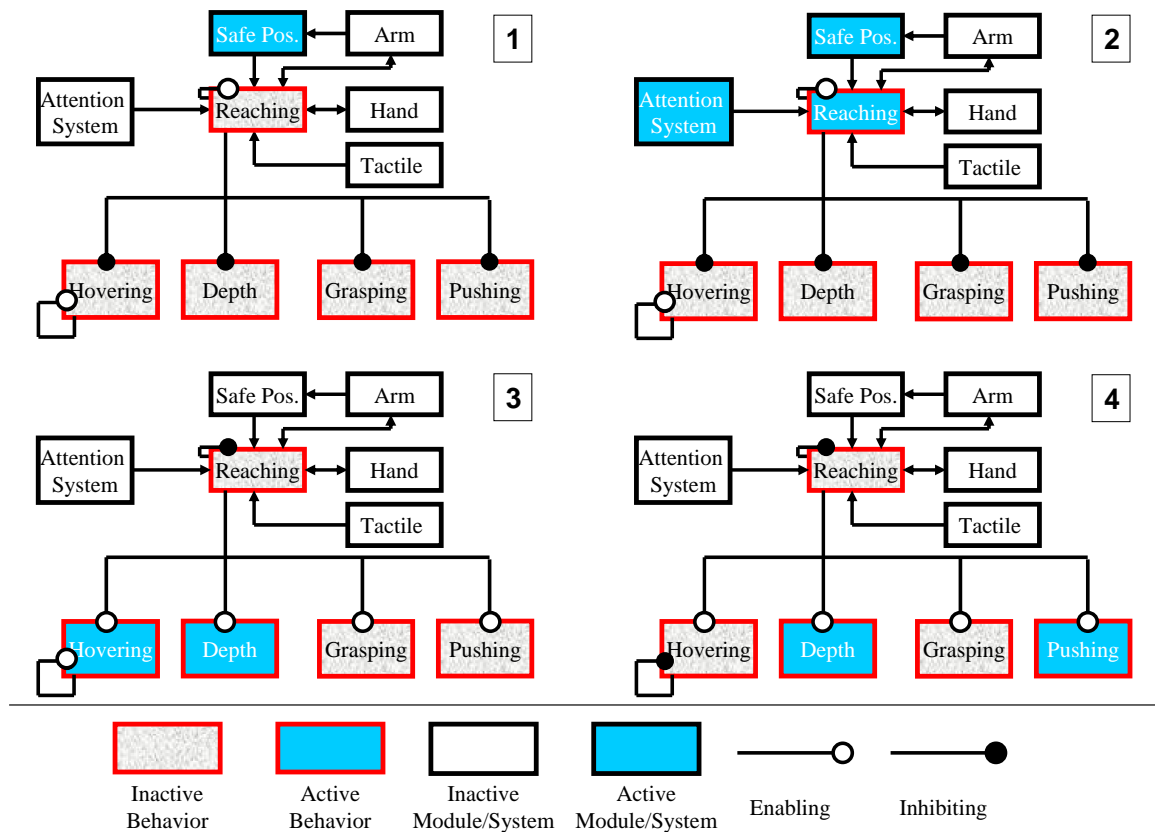 Safe Pos.
Arm
1
Attention
System
Reaching
Hand
Tactile
Hovering
Depth
Grasping
Pushing
Safe Pos.
Arm
2
Attention
System
Reaching
Hand
Tactile
Hovering
Depth
Grasping
Pushing
Safe Pos.
Arm
3
Attention
System
Reaching
Hand
Tactile
Hovering
Depth
Grasping
Pushing
Safe Pos.
Arm
4
Attention
System
Reaching
Hand
Tactile
Hovering
Depth
Grasping
Pushing
Inactive
Behavior
Active
Behavior
Inactive
Module/System
Active
Module/System
Enabling
Inhibiting